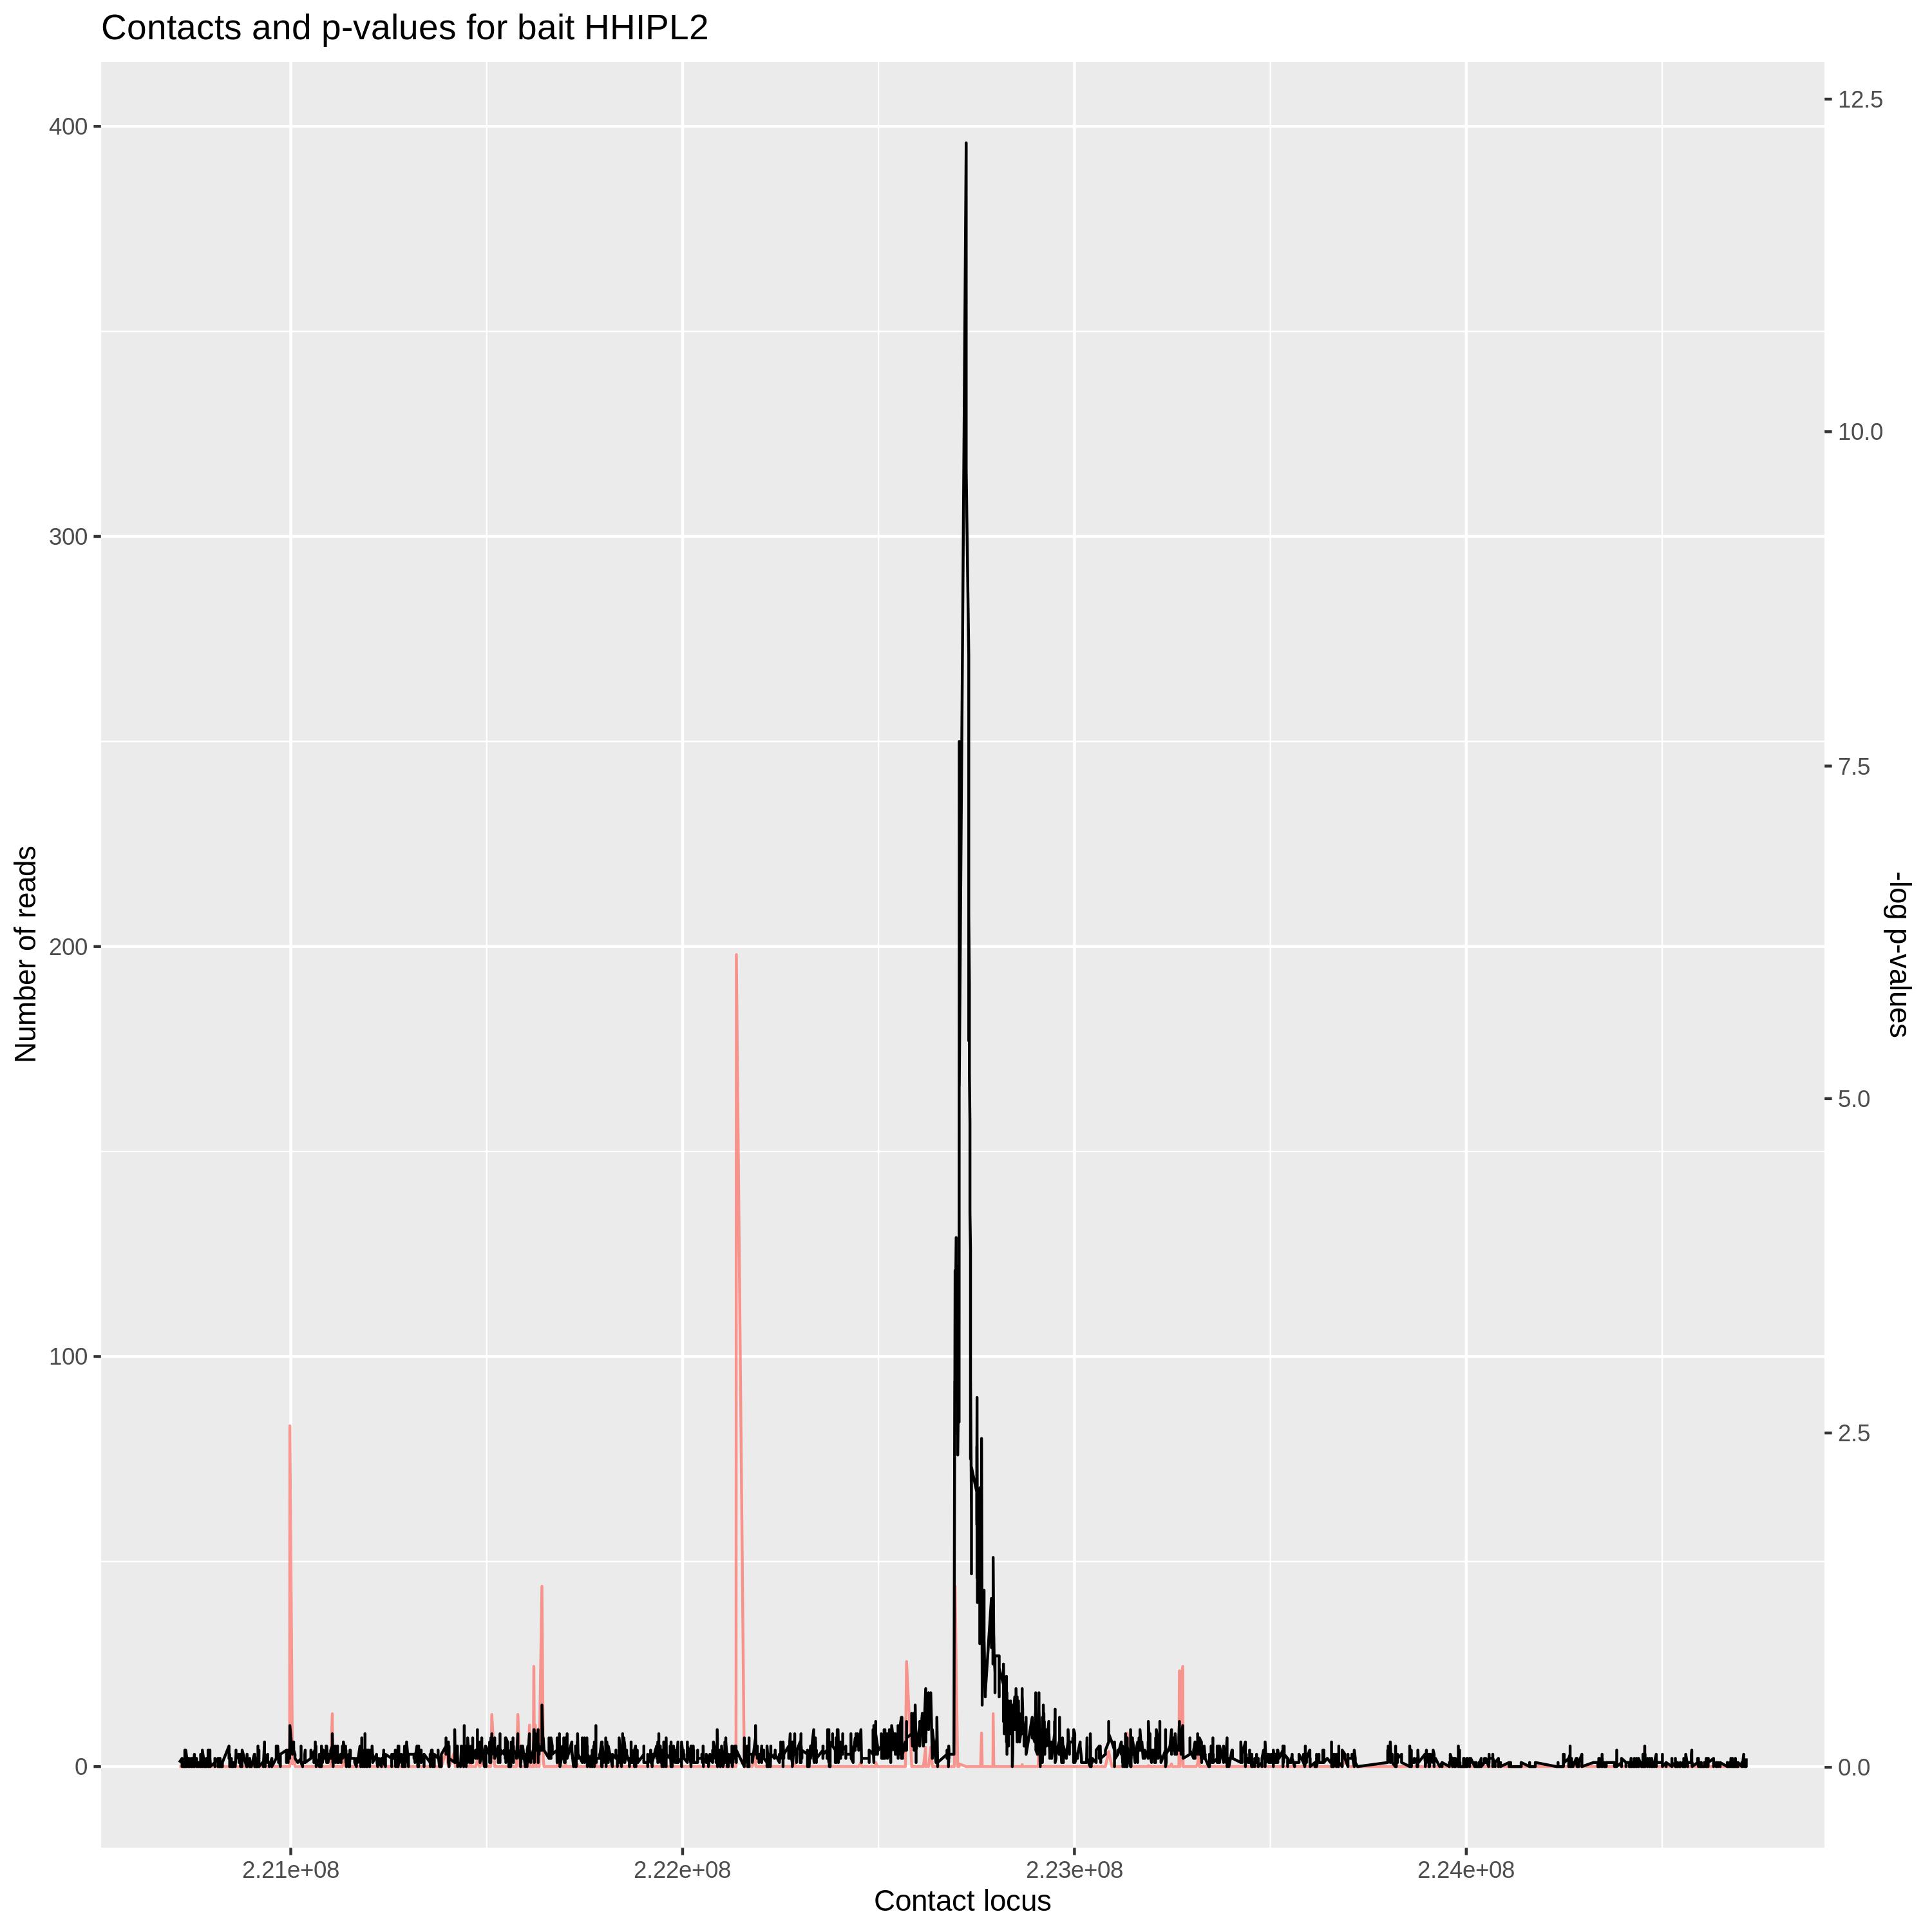 Contacts and p-values for bait HHIPL2
400
300
200
100
0
Number of reads
12.5
10.0
7.5
5.0
2.5
0.0
-log p-values
2.21e+08
2.22e+08
2.23e+08
2.24e+08
Contact locus